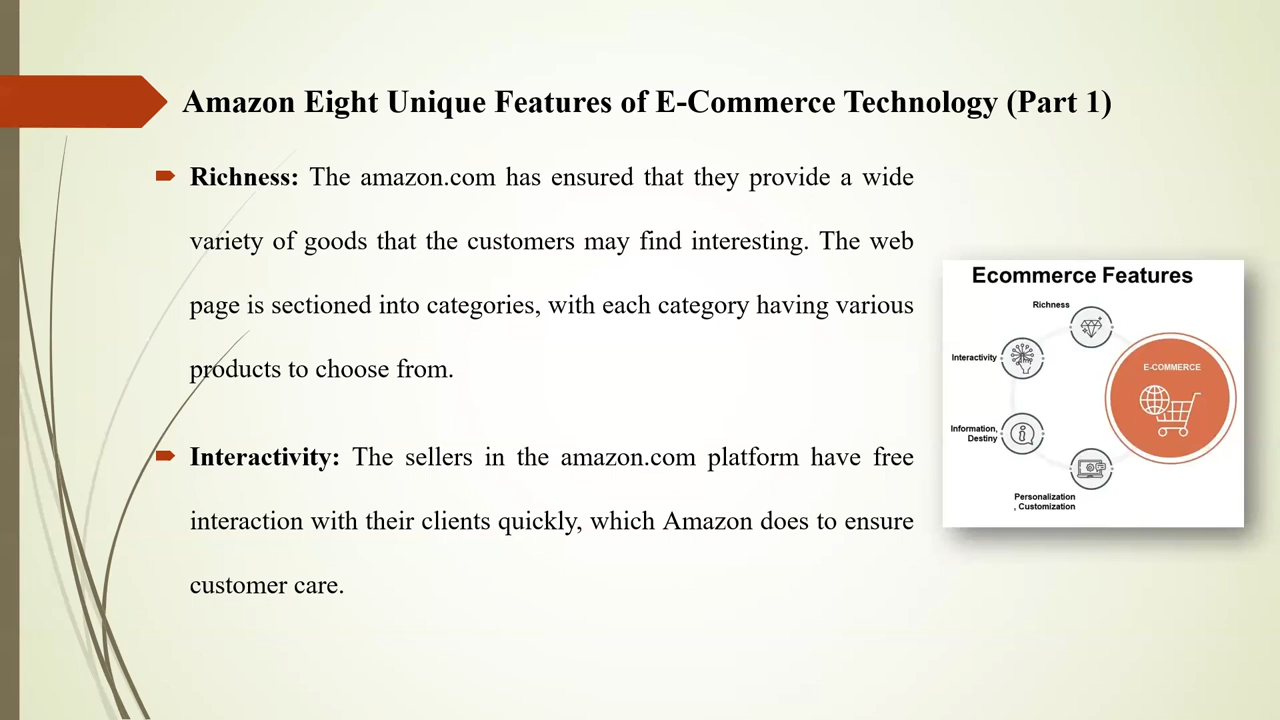 Amazon Eight Unique Features of E-Commerce Technology (Part 1)
Richness: The amazon.com has ensured that they provide a wide
variety of goods that the customers may find interesting. The web
page is sectioned into categories, with each category having various
products to choose from.
Interactivity: The sellers in the amazon.com platform have free
interaction with their clients quickly, which Amazon does to ensure
customer care.
Ecommerce Features
Richness
Interactivity
E-COMMERCE
Information,
Destiny
Personalization
, Customization